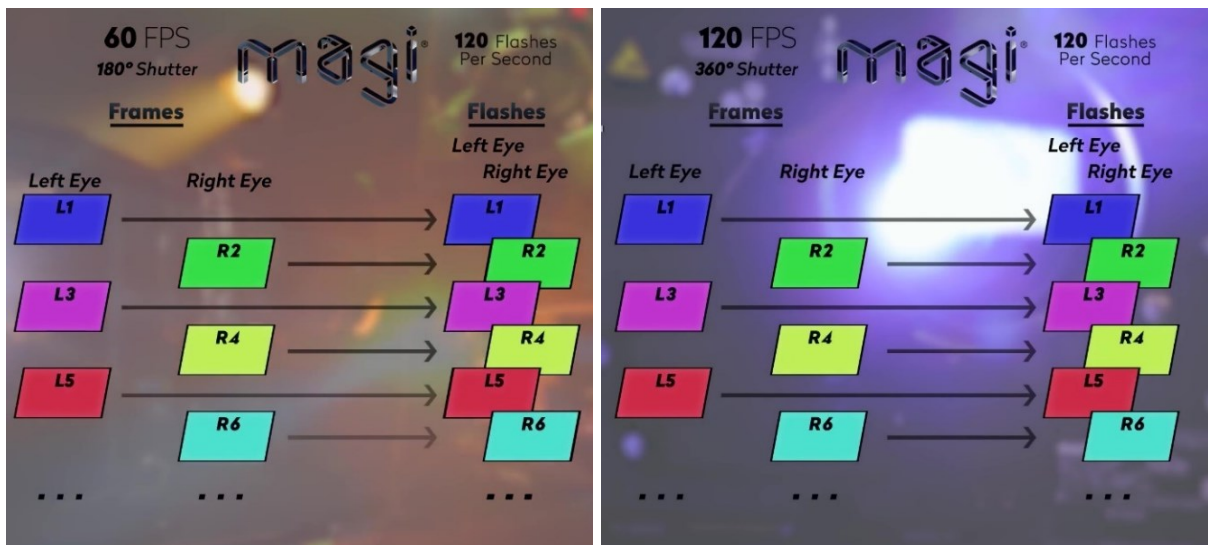 60 FPS
180° Shutter
magi®
120 Flashes
Per Second
Frames
Flashes
Left Eye
Right Eye
Left Eye
Right Eye
L1
L1
R2
R2
L3
L3
R4
R4
L5
L5
R6
R6
...
...
...
120 FPS
360° Shutter
magi®
120 Flashes
Per Second
Frames
Flashes
Left Eye
Right Eye
Left Eye
Right Eye
L1
L1
R2
R2
L3
L3
R4
R4
L5
L5
R6
R6
...
...
...